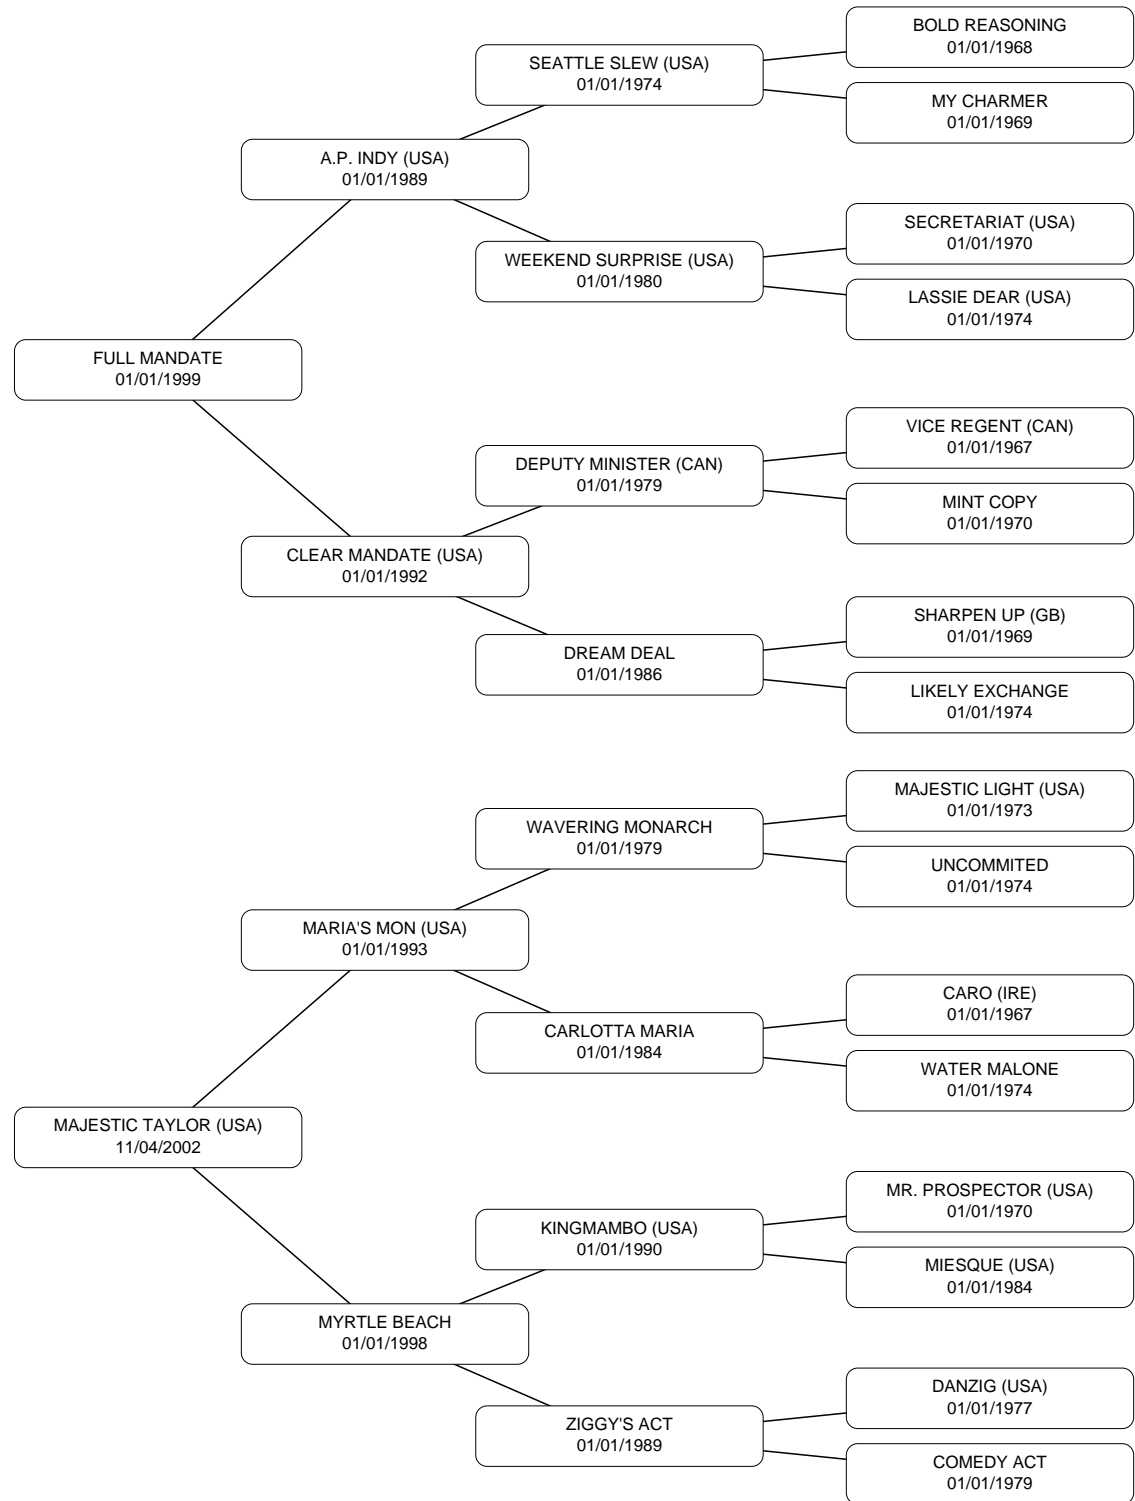 BOLD REASONING
01/01/1968
SEATTLE SLEW (USA)
01/01/1974
MY CHARMER
01/01/1969
A.P. INDY (USA)
01/01/1989
SECRETARIAT (USA)
01/01/1970
WEEKEND SURPRISE (USA)
01/01/1980
LASSIE DEAR (USA)
01/01/1974
FULL MANDATE
01/01/1999
VICE REGENT (CAN)
01/01/1967
DEPUTY MINISTER (CAN)
01/01/1979
MINT COPY
01/01/1970
CLEAR MANDATE (USA)
01/01/1992
SHARPEN UP (GB)
01/01/1969
DREAM DEAL
01/01/1986
LIKELY EXCHANGE
01/01/1974
MAJESTIC LIGHT (USA)
01/01/1973
WAVERING MONARCH
01/01/1979
UNCOMMITED
01/01/1974
MARIA'S MON (USA)
01/01/1993
CARO (IRE)
01/01/1967
CARLOTTA MARIA
01/01/1984
WATER MALONE
01/01/1974
MAJESTIC TAYLOR (USA)
11/04/2002
MR. PROSPECTOR (USA)
01/01/1970
KINGMAMBO (USA)
01/01/1990
MIESQUE (USA)
01/01/1984
MYRTLE BEACH
01/01/1998
DANZIG (USA)
01/01/1977
ZIGGY'S ACT
01/01/1989
COMEDY ACT
01/01/1979